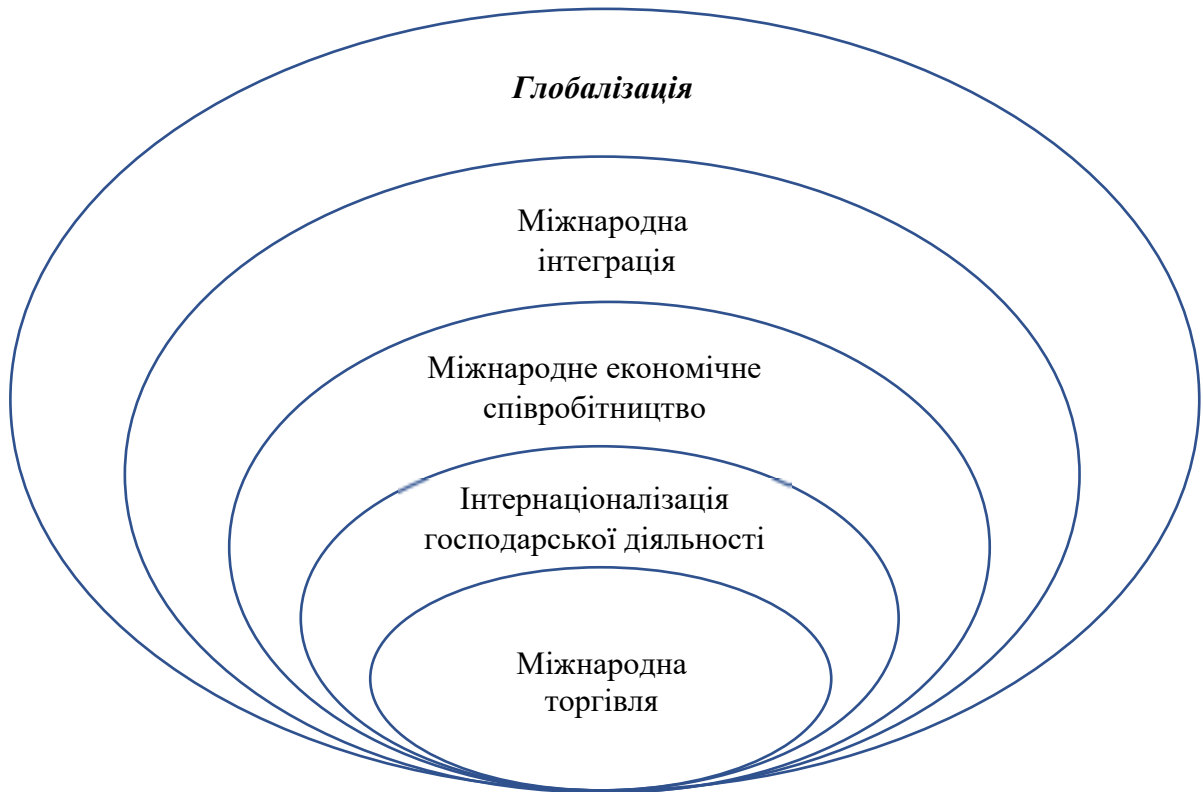 Глобалізація
Міжнародна
інтеграція
Міжнародне економічне
співробітництво
Інтернаціоналізація
господарської діяльності
Міжнародна
торгівля